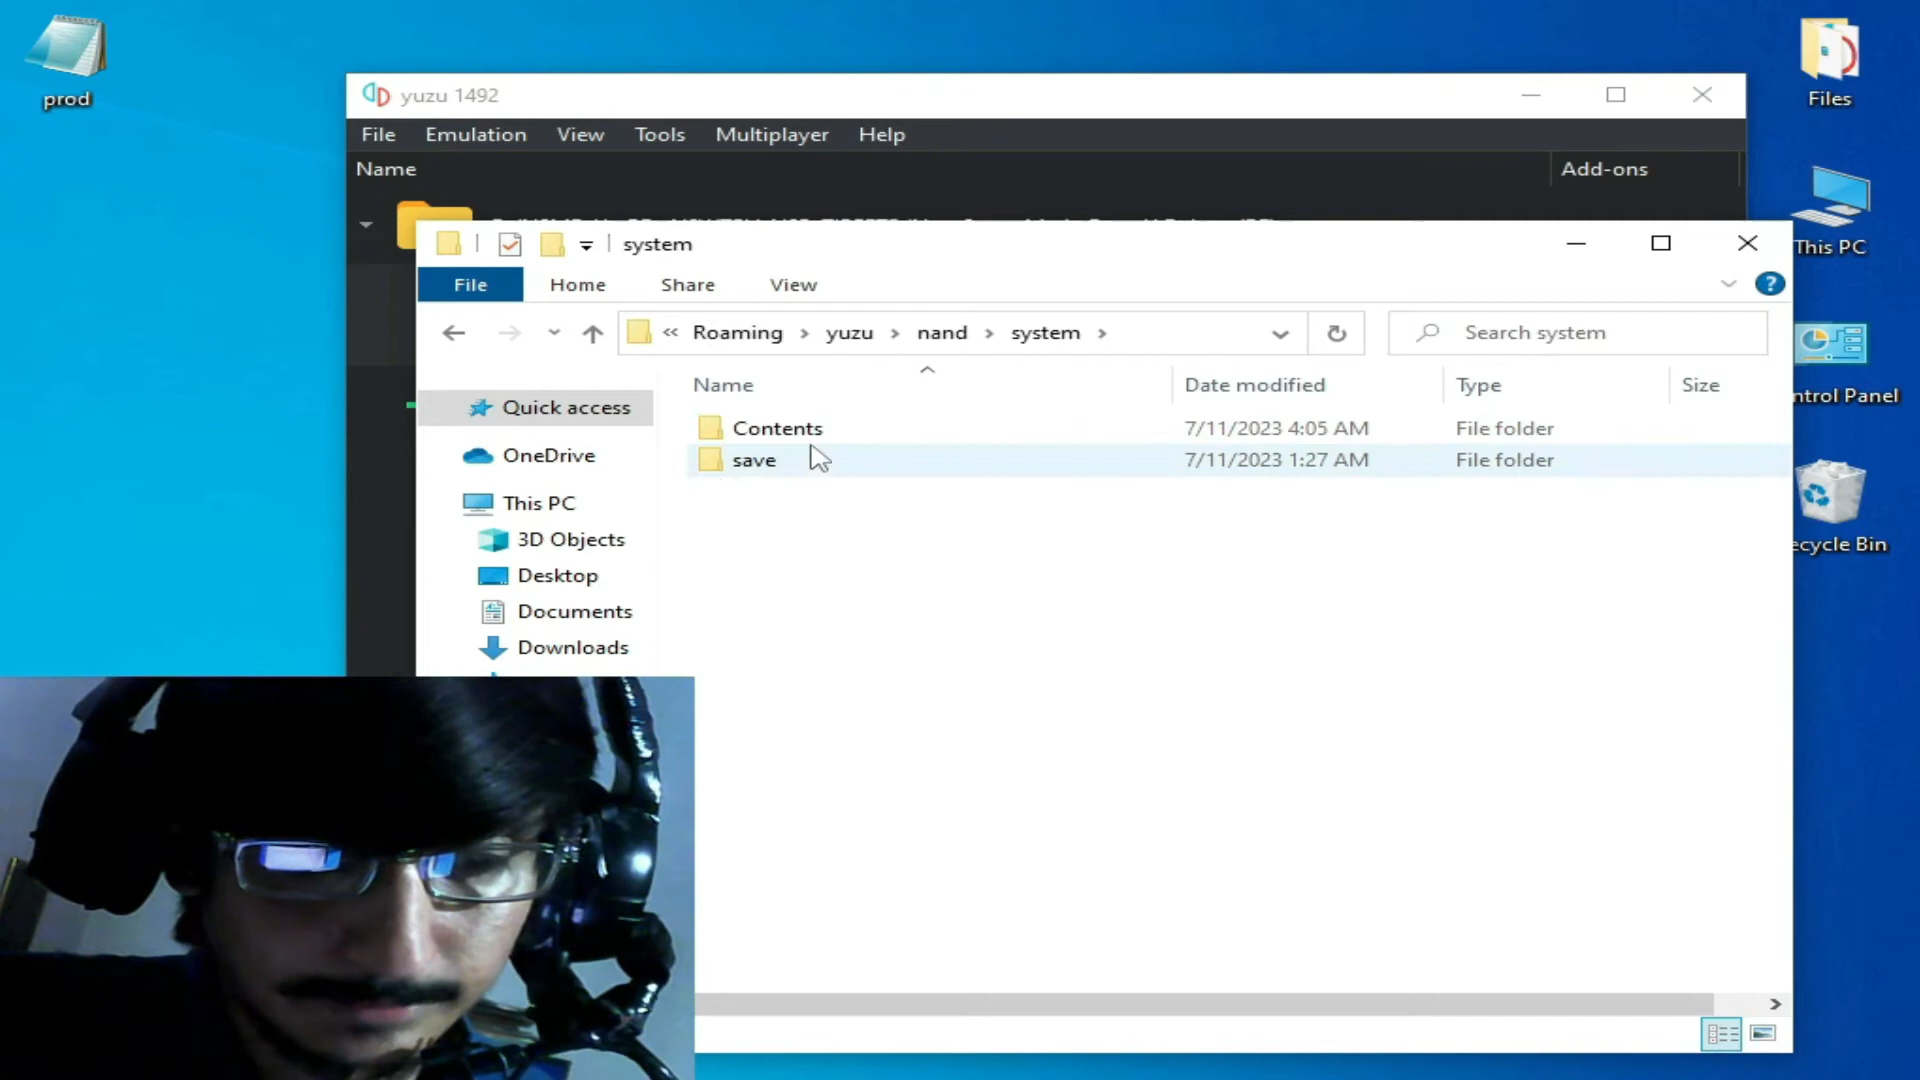 prod
Files
yuzu 1492
File Emulation View Tools Multiplayer Help
Name Add-ons
This PC
system
File Home Share View
« Roaming › yuzu › nand › system ›
Search system
Name Date modified Type Size
ntrol Panel
Quick access
Contents 7/11/2023 4:05 AM File folder
save 7/11/2023 1:27 AM File folder
OneDrive
This PC
3D Objects
ecycle Bin
Desktop
Documents
Downloads